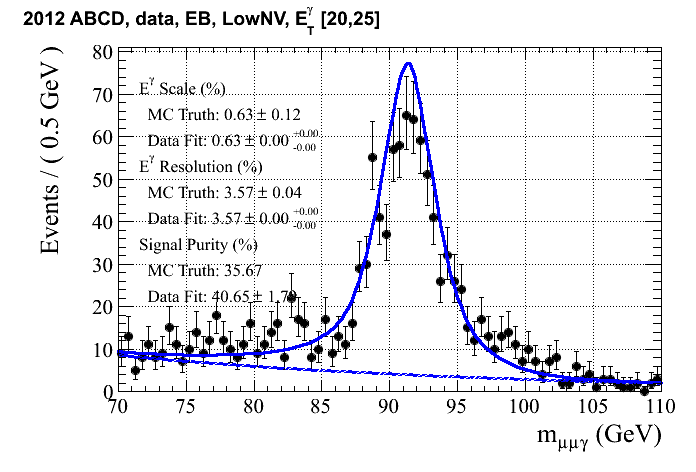 2012 ABCD, data, EB, LowNV, E_T^γ [20,25]
Events / ( 0.5 GeV )
80
70
60
50
40
30
20
10
0
E^γ Scale (%)
MC Truth: 0.63 ± 0.12
Data Fit: 0.63 ± 0.00 +0.00 -0.00
E^γ Resolution (%)
MC Truth: 3.57 ± 0.04
Data Fit: 3.57 ± 0.00 +0.00 -0.00
Signal Purity (%)
MC Truth: 35.67
Data Fit: 40.65 ± 1.79
70 75 80 85 90 95 100 105 110
m_μμγ (GeV)